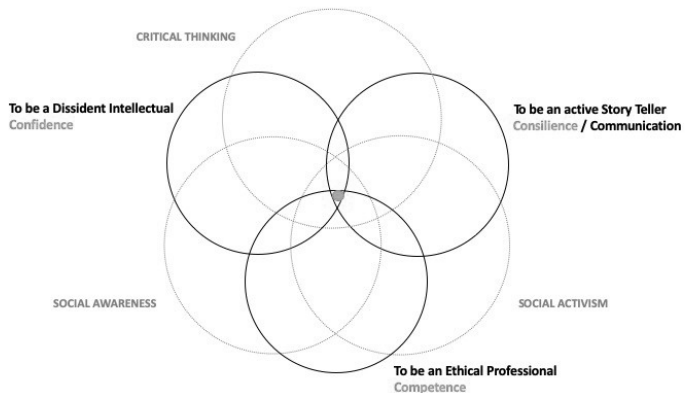 CRITICAL THINKING
To be a Dissident Intellectual
Confidence
To be an active Story Teller
Consilience / Communication
SOCIAL AWARENESS
SOCIAL ACTIVISM
To be an Ethical Professional
Competence